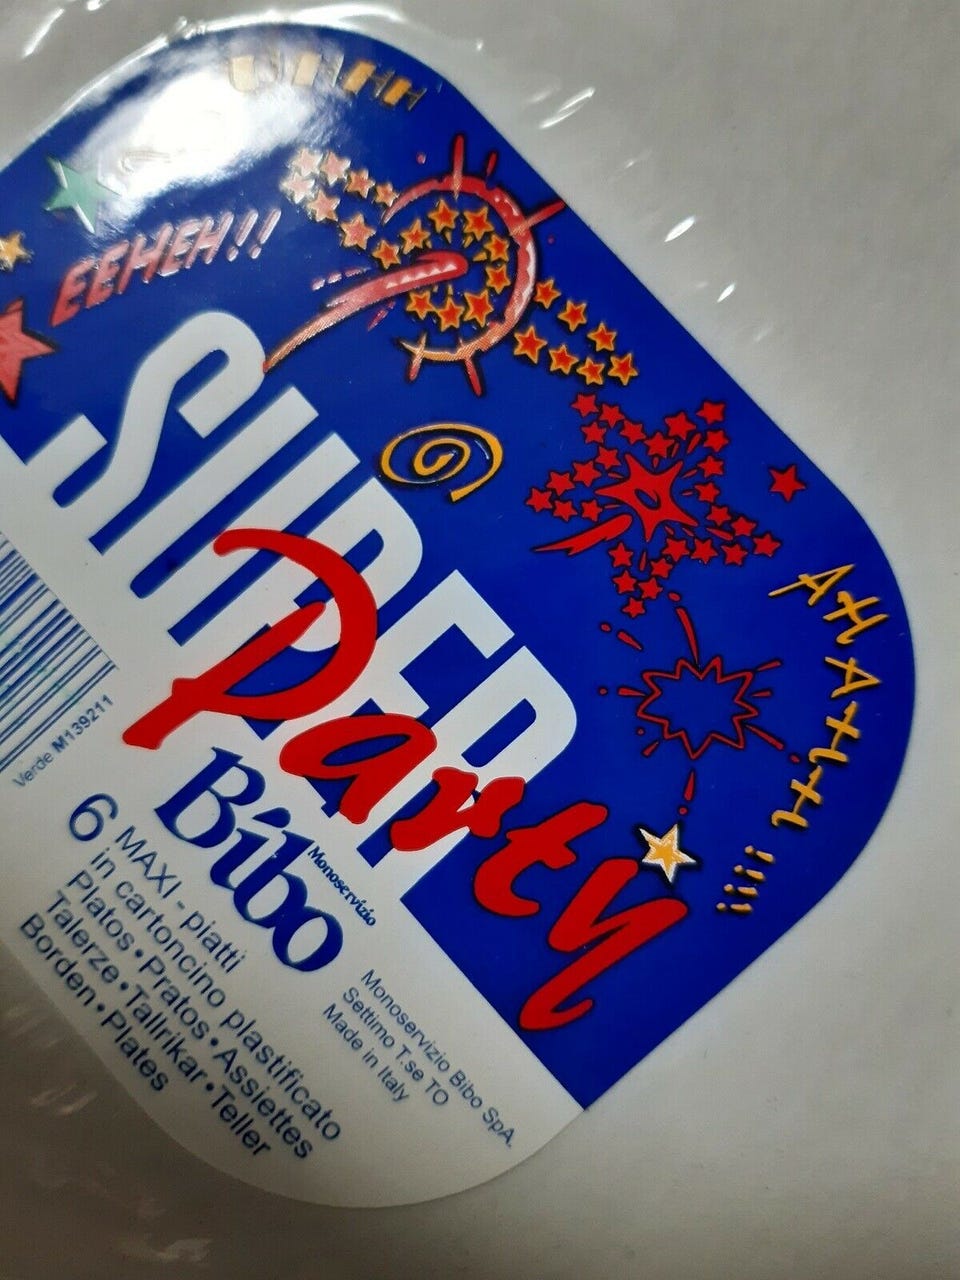 EEHEH!!
SUPER
Party
AHAHHH
!!!!
Verde M139211
Bibo
Monoservizio
6 MAXI - piatti
in cartoncino plastificato
Platos • Pratos • Assiettes
Talerze • Tallrikar • Teller
Borden • Plates
Monoservizio Bibo SpA.
Settimo T.se TO
Made in Italy